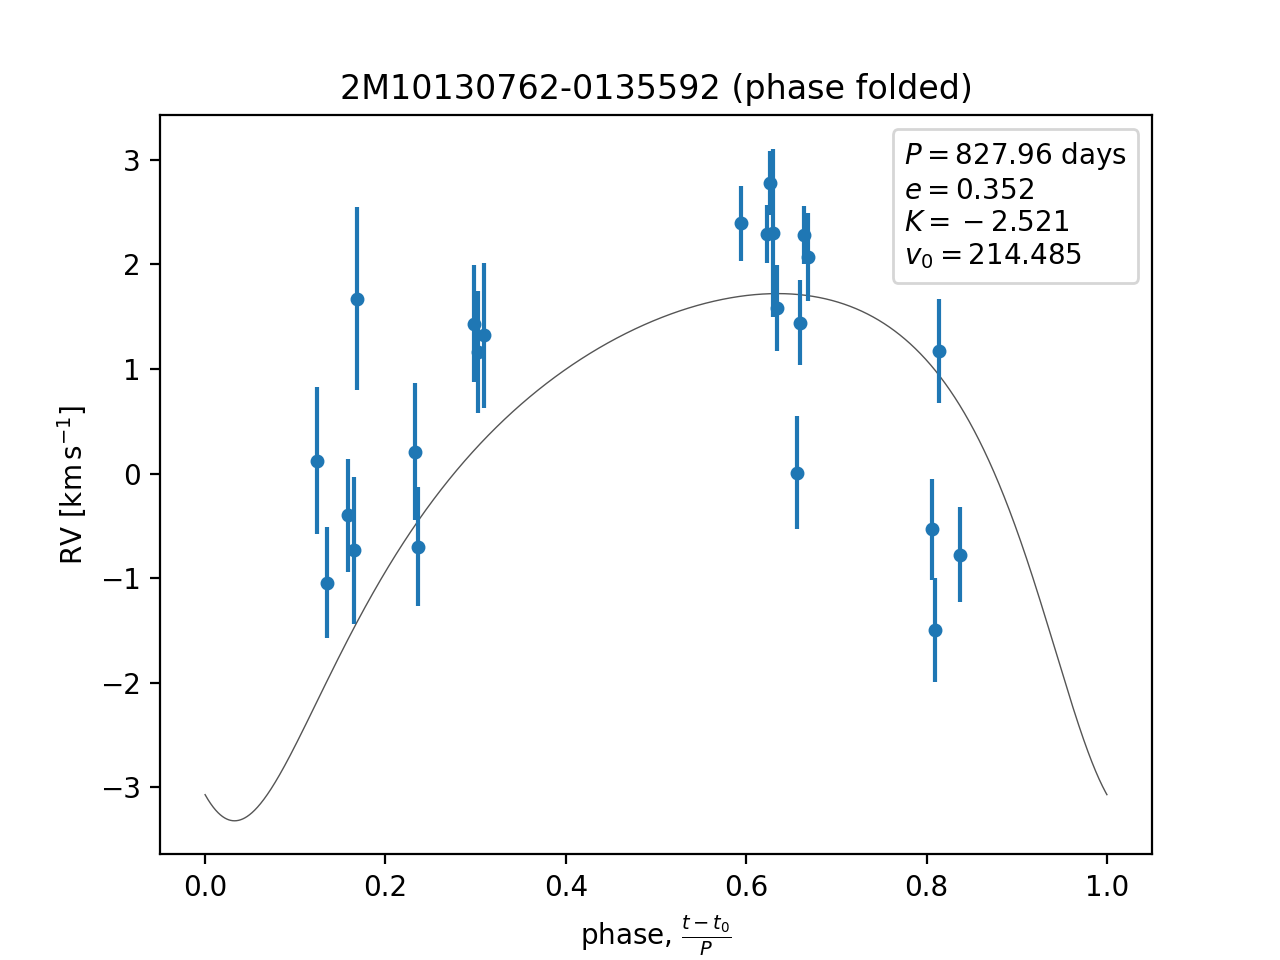 2M10130762-0135592 (phase folded)
P = 827.96 days
e = 0.352
K = −2.521
v₀ = 214.485
3
2
1
0
−1
−2
−3
RV [km s⁻¹]
0.0 0.2 0.4 0.6 0.8 1.0
phase, (t − t₀)/P